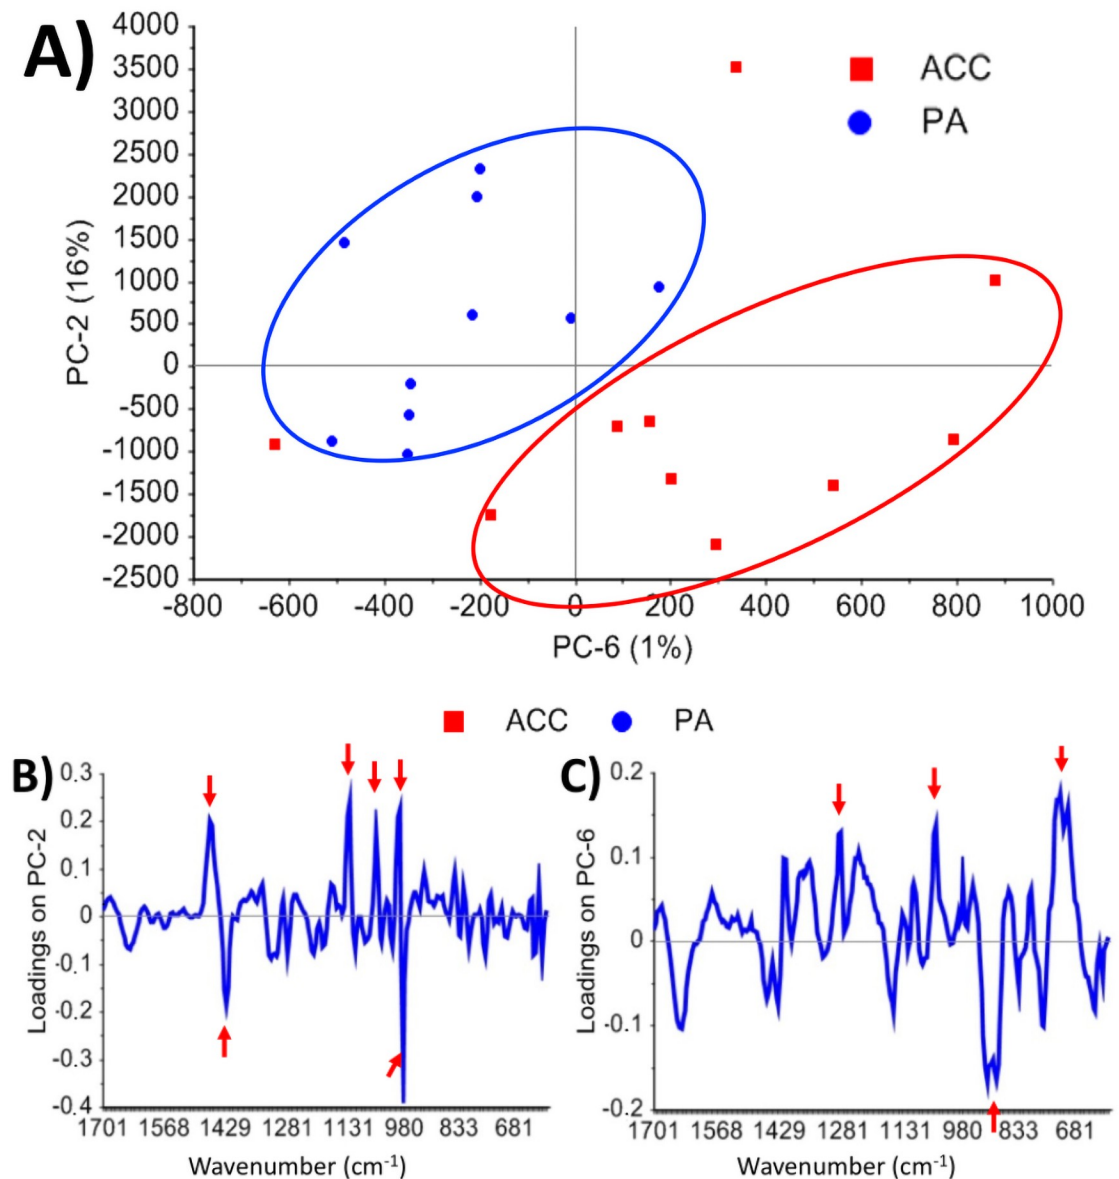 A)
4000
3500
3000
2500
2000
1500
1000
500
0
-500
-1000
-1500
-2000
-2500
PC-2 (16%)
ACC
PA
-800 -600 -400 -200 0 200 400 600 800 1000
PC-6 (1%)
ACC PA
B)
0.3
0.2
0.1
0
-0.1
-0.2
-0.3
-0.4
Loadings on PC-2
1701 1568 1429 1281 1131 980 833 681
Wavenumber (cm⁻¹)
C)
0.2
0.1
0
-0.1
-0.2
Loadings on PC-6
1701 1568 1429 1281 1131 980 833 681
Wavenumber (cm⁻¹)